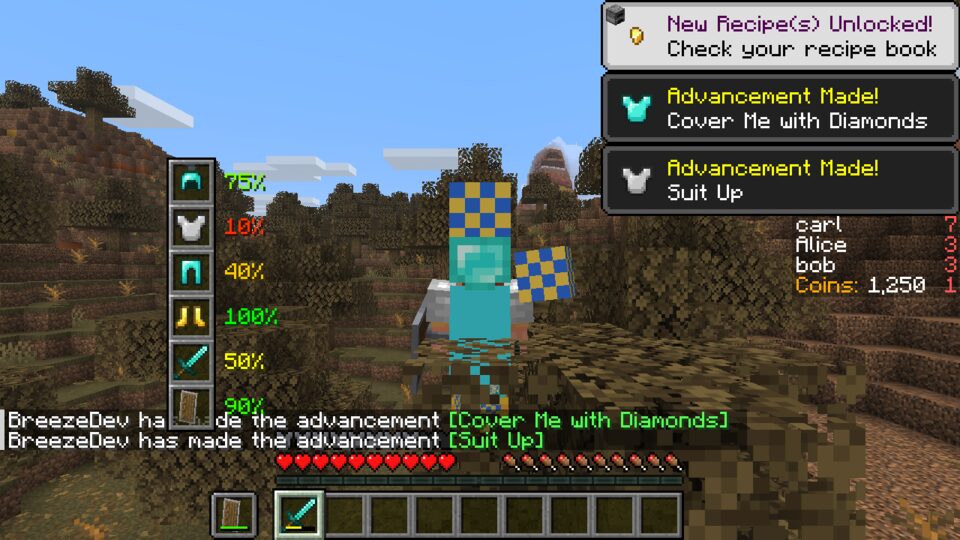 New Recipe(s) Unlocked!
Check your recipe book
Advancement Made!
Cover Me with Diamonds
Advancement Made!
Suit Up
carl 7
Alice 3
bob 3
Coins: 1,250 1
75%
10%
40%
100%
50%
90%
BreezeDev ha de the advancement [Cover Me with Diamonds]
BreezeDev has made the advancement [Suit Up]